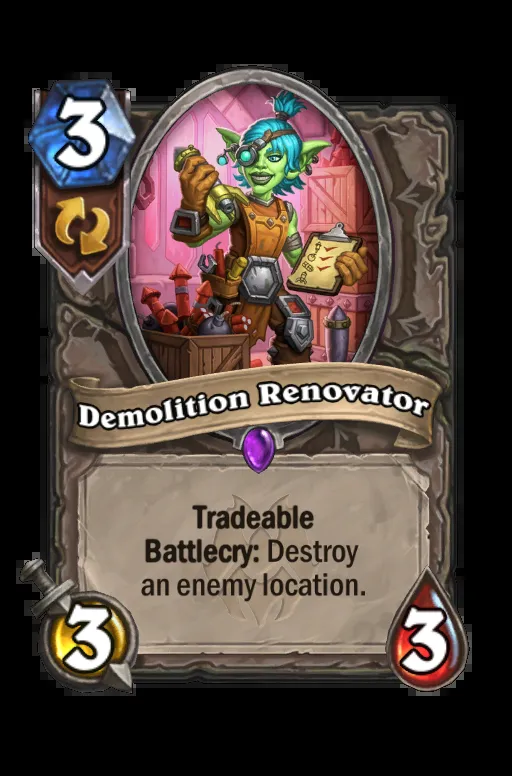 3
Demolition Renovator
Tradeable
Battlecry: Destroy
an enemy location.
3
3